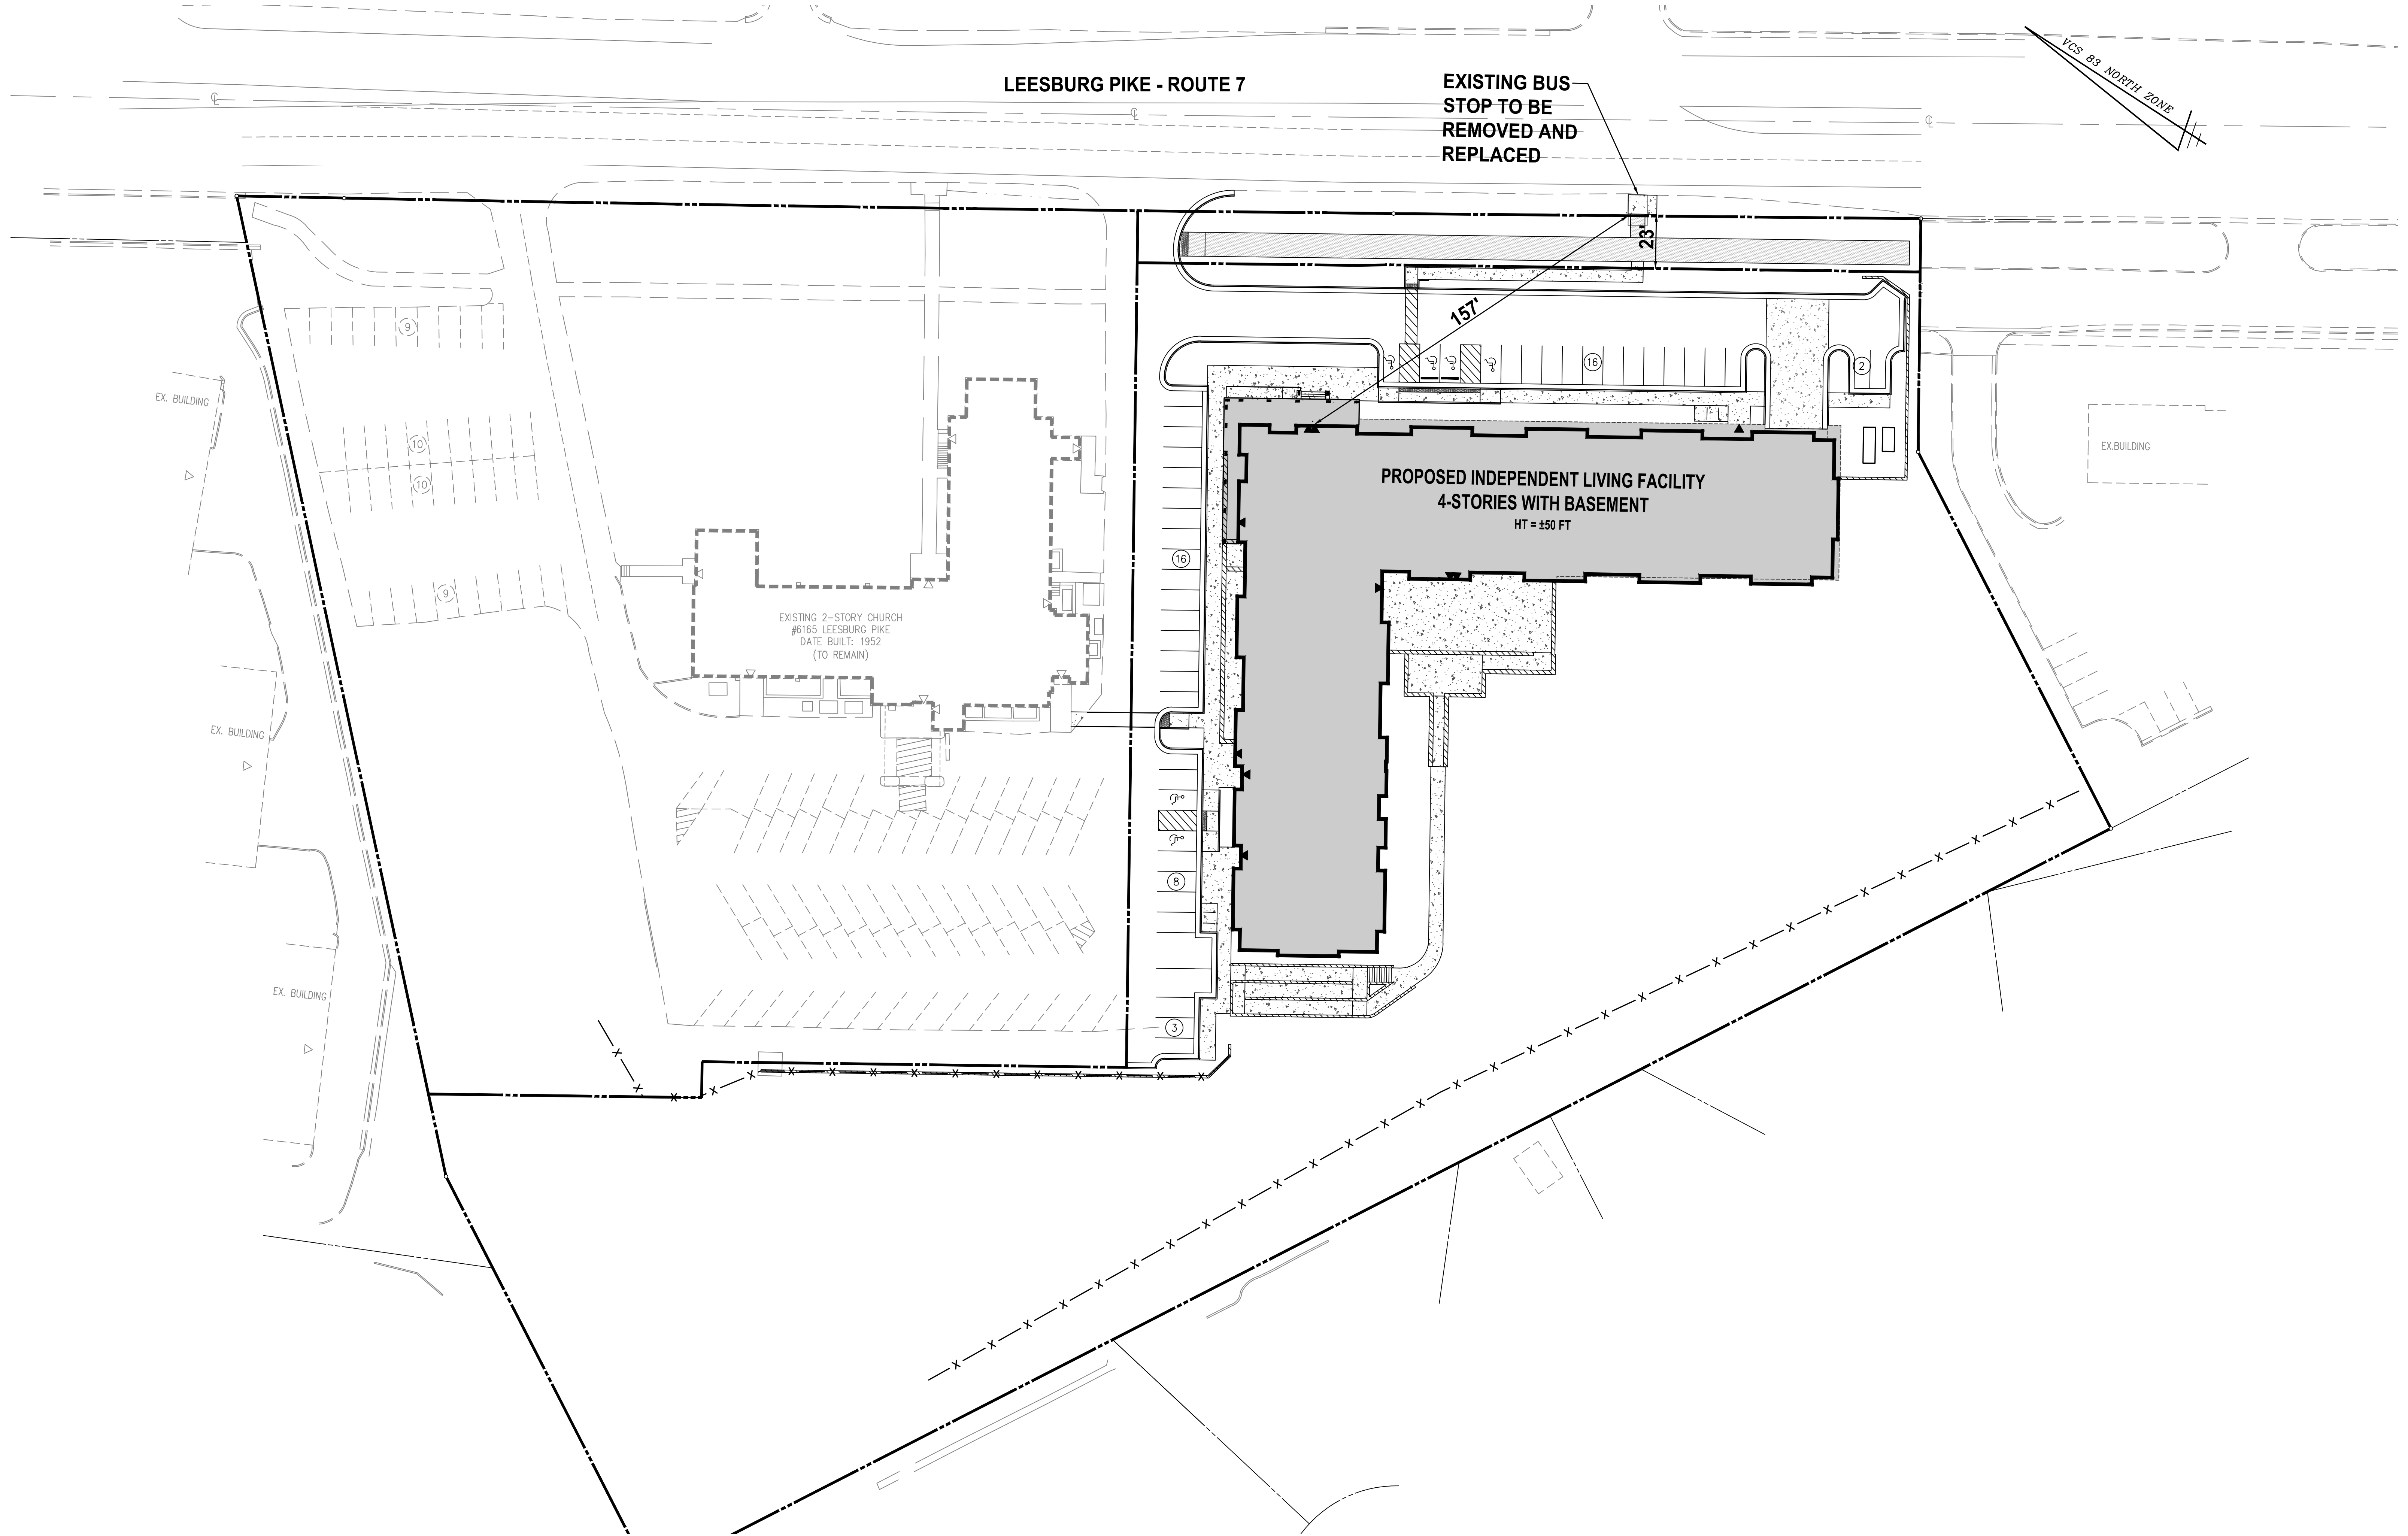 LEESBURG PIKE - ROUTE 7
EXISTING BUS
STOP TO BE
REMOVED AND
REPLACED
VCS 83 NORTH ZONE
23'
157'
9
16
2
EX. BUILDING
10
10
EX.BUILDING
PROPOSED INDEPENDENT LIVING FACILITY
4-STORIES WITH BASEMENT
HT = ±50 FT
16
9
EXISTING 2-STORY CHURCH
#6165 LEESBURG PIKE
DATE BUILT: 1952
(TO REMAIN)
EX. BUILDING
8
EX. BUILDING
3